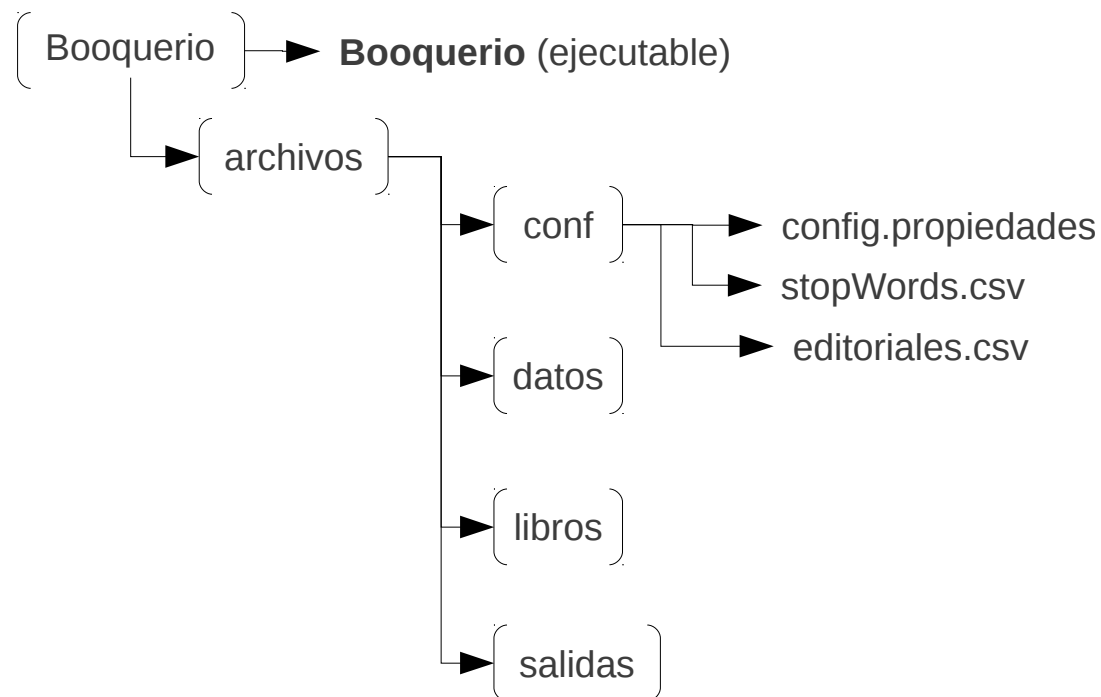 Booquerio
Booquerio (ejecutable)
archivos
conf
config.propiedades
stopWords.csv
editoriales.csv
datos
libros
salidas